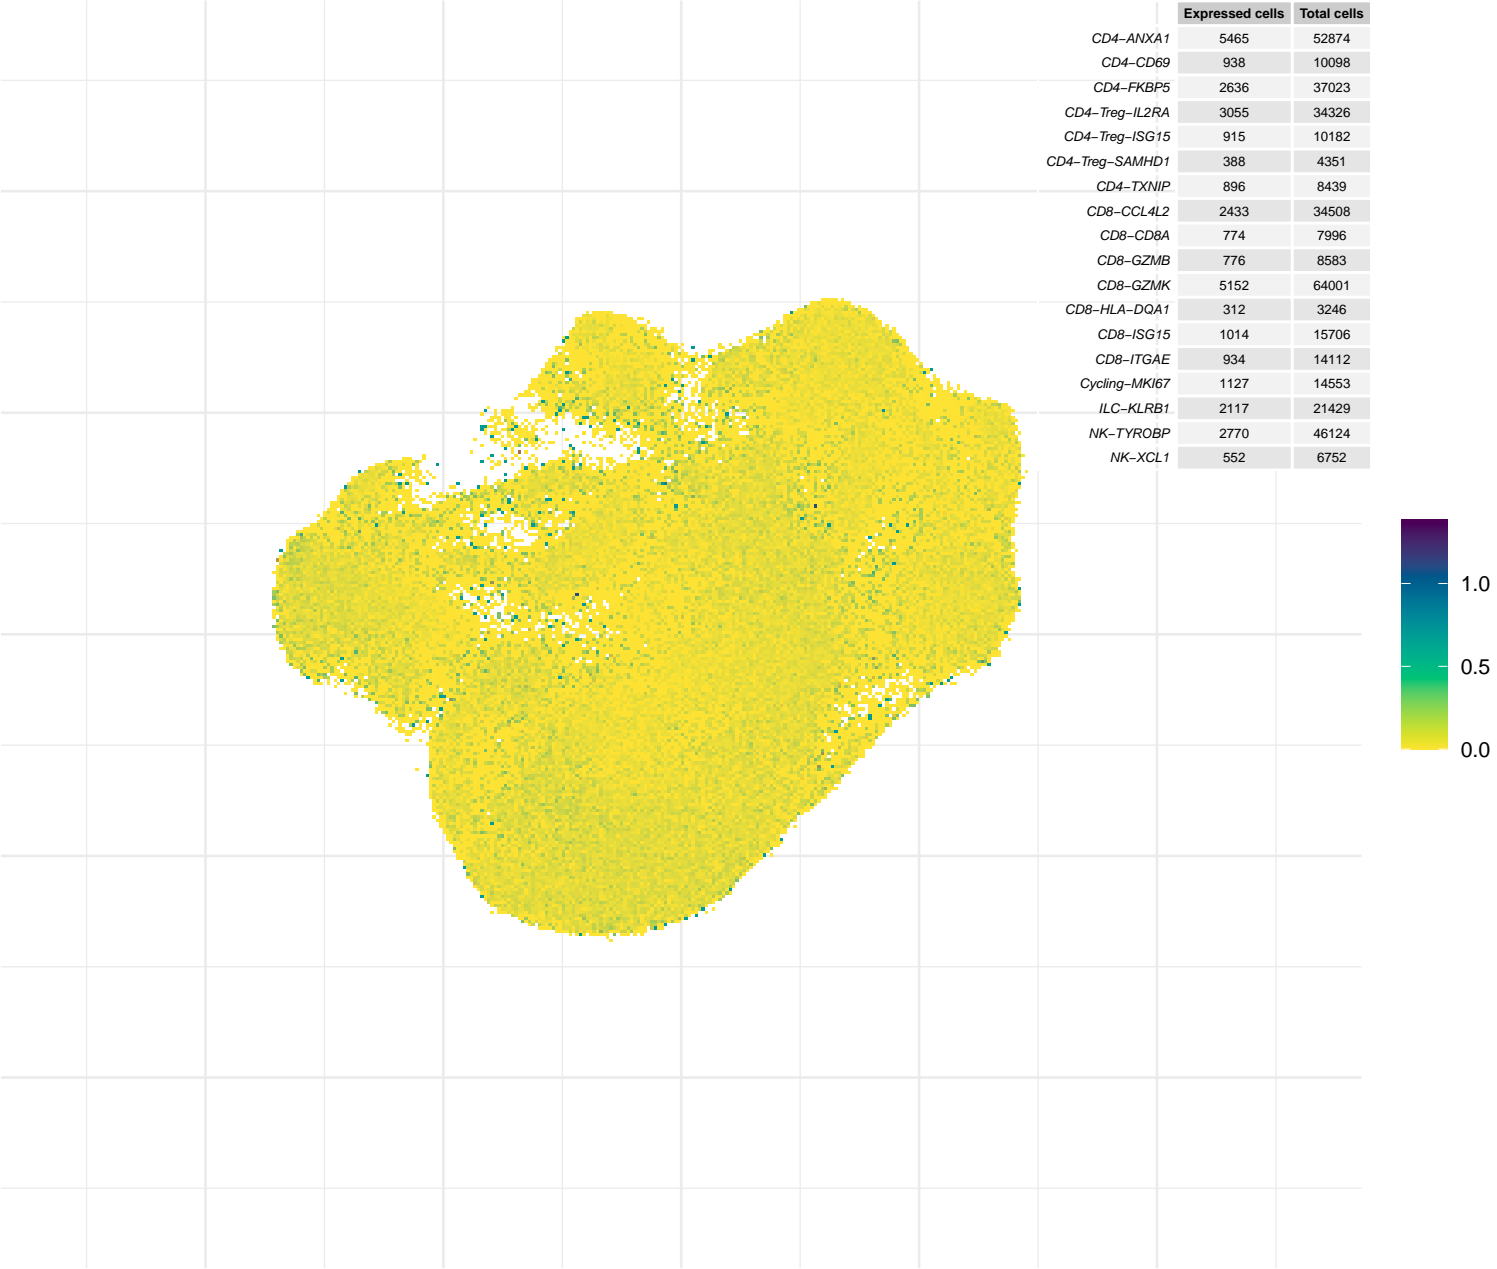 Expressed cells Total cells
CD4−ANXA1 5465 52874
CD4−CD69 938 10098
CD4−FKBP5 2636 37023
CD4−Treg−IL2RA 3055 34326
CD4−Treg−ISG15 915 10182
CD4−Treg−SAMHD1 388 4351
CD4−TXNIP 896 8439
CD8−CCL4L2 2433 34508
CD8−CD8A 774 7996
CD8−GZMB 776 8583
CD8−GZMK 5152 64001
CD8−HLA−DQA1 312 3246
CD8−ISG15 1014 15706
CD8−ITGAE 934 14112
Cycling−MKI67 1127 14553
ILC−KLRB1 2117 21429
NK−TYROBP 2770 46124
NK−XCL1 552 6752
1.0
0.5
0.0